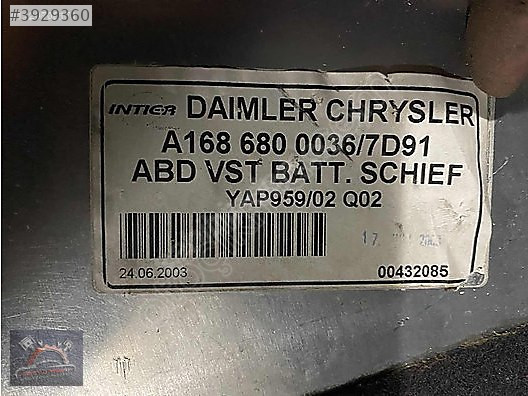 #3929360
INTIER DAIMLER CHRYSLER
A168 680 0036/7D91
ABD VST BATT. SCHIEF
YAP959/02 Q02
17
24.06.2003
00432085